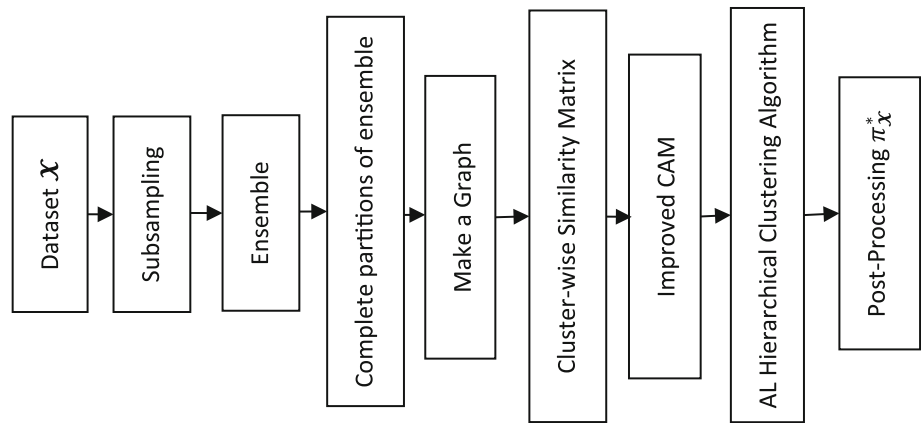 Dataset 𝒳
Subsampling
Ensemble
Complete partitions of ensemble
Make a Graph
Cluster-wise Similarity Matrix
Improved CAM
AL Hierarchical Clustering Algorithm
Post-Processing π*𝒳